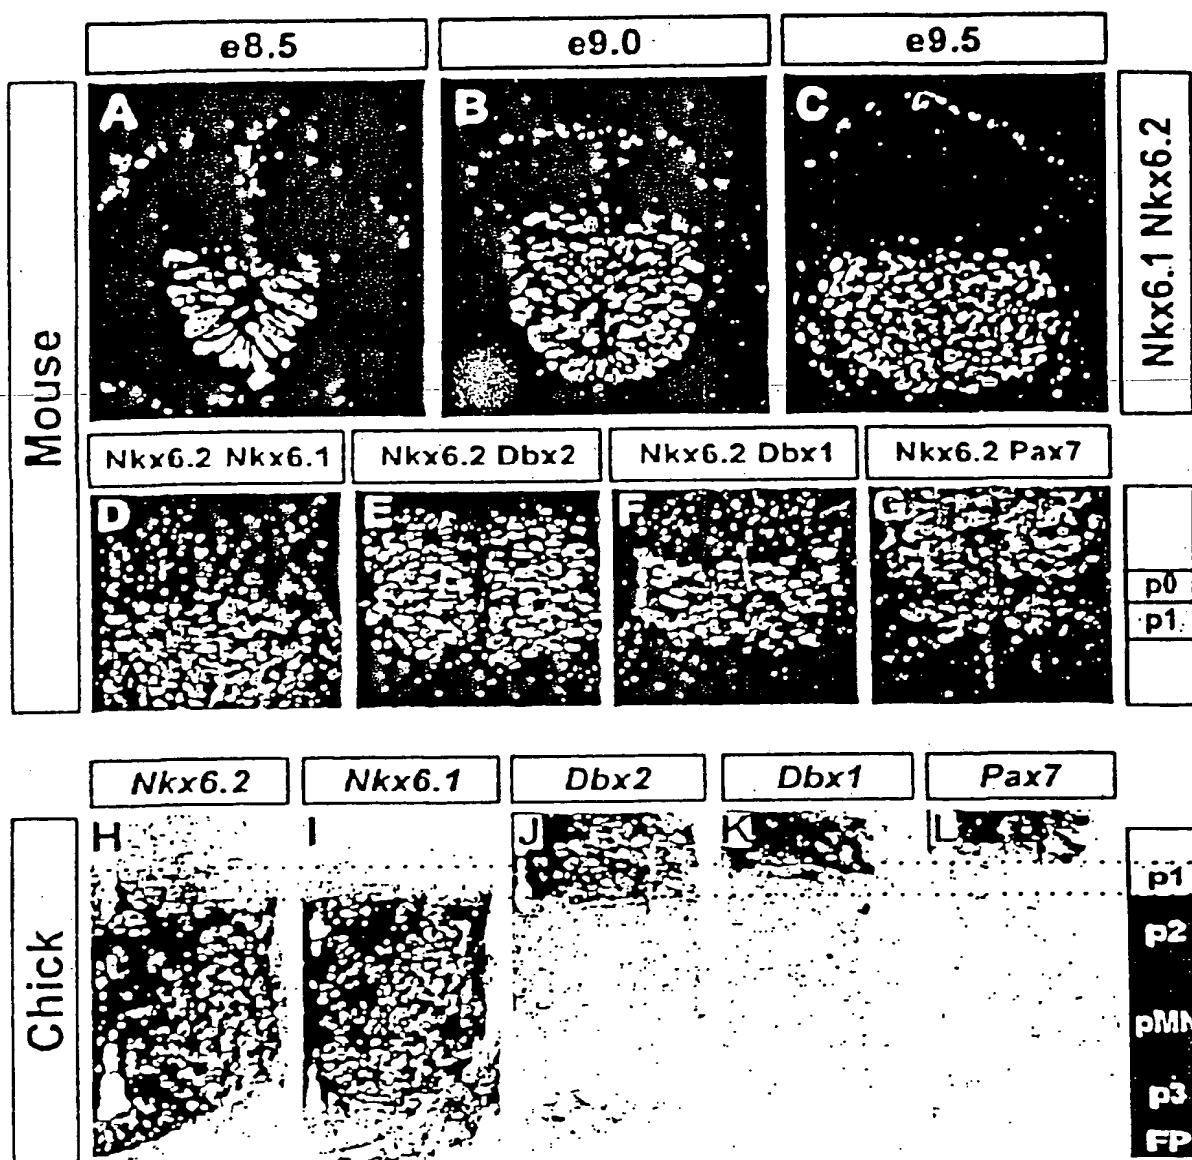 e8.5 e9.0 e9.5
A B C
Nkx6.1 Nkx6.2
Mouse
Nkx6.2 Nkx6.1 Nkx6.2 Dbx2 Nkx6.2 Dbx1 Nkx6.2 Pax7
D E F G
p0
p1
Nkx6.2 Nkx6.1 Dbx2 Dbx1 Pax7
H I J K L
Chick
p1
p2
pMN
p3
FP